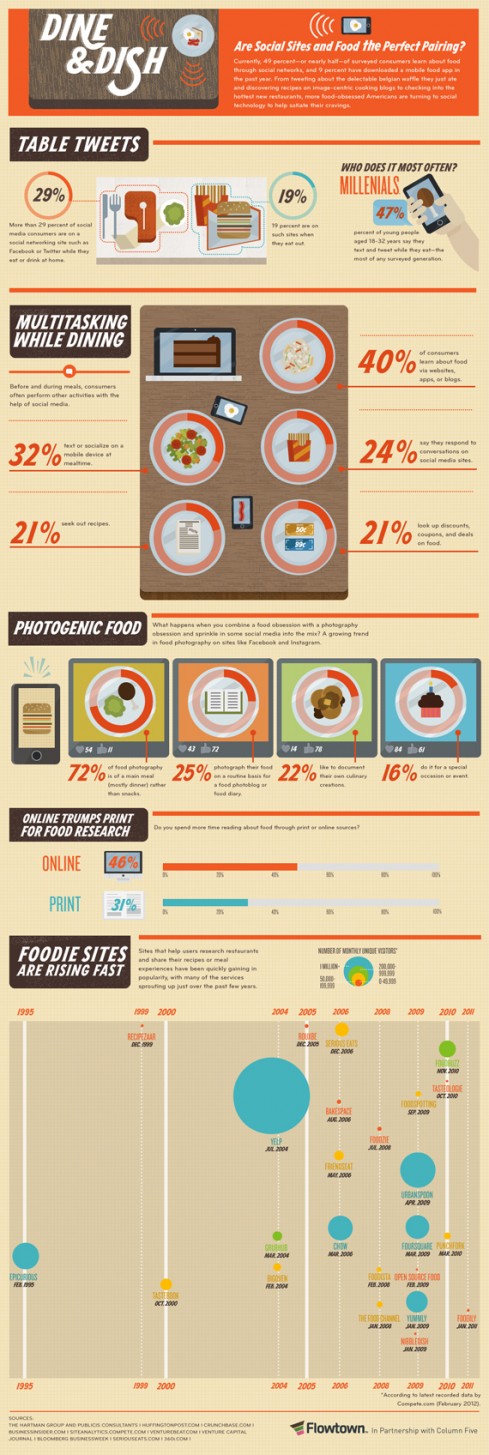 DINE
& DISH
Are Social Sites and Food the Perfect Pairing?
Currently, 49 percent—or nearly half—of surveyed consumers learn about food
through social networks, and 9 percent have downloaded a mobile food app in
the past year. From tweeting about the delectable belgian waffle they just ate
and discovering recipes on image-centric cooking blogs to checking into the
hottest new restaurants, more food-obsessed Americans are turning to social
technology to help satiate their cravings.
TABLE TWEETS
29%
More than 29 percent of social
media consumers are on a
social networking site such as
Facebook or Twitter while they
eat or drink at home.
19%
19 percent are on
such sites when
they eat out.
WHO DOES IT MOST OFTEN?
MILLENIALS
47%
percent of young people
aged 18-32 years say they
text and tweet while they eat—the
most of any surveyed generation.
MULTITASKING
WHILE DINING
Before and during meals, consumers
often perform other activities with the
help of social media.
32%
text or socialize on a
mobile device at
mealtime.
21%
seek out recipes.
40%
of consumers
learn about food
via websites,
apps, or blogs.
24%
say they respond to
conversations on
social media sites.
21%
look up discounts,
coupons, and deals
on food.
50¢
99¢
PHOTOGENIC FOOD
What happens when you combine a food obsession with a photography
obsession and sprinkle in some social media into the mix? A growing trend
in food photography on sites like Facebook and Instagram.
54 11
43 72
14 70
84 61
72%
of food photography
is of a main meal
(mostly dinner) rather
than snacks.
25%
photograph their food
on a routine basis for
a food photoblog or
food diary.
22%
like to document
their own culinary
creations.
16%
do it for a special
occasion or event.
ONLINE TRUMPS PRINT
FOR FOOD RESEARCH
Do you spend more time reading about food through print or online sources?
ONLINE
46%
0% 20% 40% 60% 80% 100%
PRINT
31%
0% 20% 40% 60% 80% 100%
FOODIE SITES
ARE RISING FAST
Sites that help users research restaurants
and share their recipes or meal
experiences have been quickly gaining in
popularity, with many of the services
sprouting up just over the past few years.
NUMBER OF MONTHLY UNIQUE VISITORS*
1 MILLION+
0-49,999
1995 1999 2000 2004 2005 2006 2008 2009 2010 2011
RECIPEZAAR
DEC. 1999
ROUXBE
DEC. 2005
SERIOUS EATS
DEC. 2006
NOV. 2010
TASTEOLOGIE
OCT. 2010
FOODSPOTTING
SEP. 2009
BAKESPACE
AUG. 2006
FOODZIE
JUL. 2008
YELP
JUL. 2004
FRIENDSEAT
MAY. 2006
URBANSPOON
APR. 2009
GRUBHUB
MAR. 2004
CHOW
MAR. 2006
FOURSQUARE
MAR. 2009
PUNCHFORK
MAR. 2010
EPICURIOUS
FEB. 1995
FEB. 2004
FOODISTA
FEB. 2008
OPEN SOURCE FOOD
FEB. 2009
TASTEBOOK
OCT. 2000
THE FOOD CHANNEL
JAN. 2008
YUMMLY
JAN. 2009
FOODILY
JAN. 2011
NIBBLEDISH
JAN. 2009
1995 1999 2000 2004 2005 2006 2008 2009 2010 2011
*According to latest recorded data by
Compete.com (February 2012).
SOURCES:
THE HARTMAN GROUP AND PUBLICIS CONSULTANTS | HUFFINGTONPOST.COM | CRUNCHBASE.COM |
BUSINESSINSIDER.COM | SITEANALYTICS.COMPETE.COM | VENTUREBEAT.COM | VENTURE CAPITAL
JOURNAL | BLOOMBERG BUSINESSWEEK | SERIOUSEATS.COM | 360I.COM |
Flowtown. In Partnership with Column Five